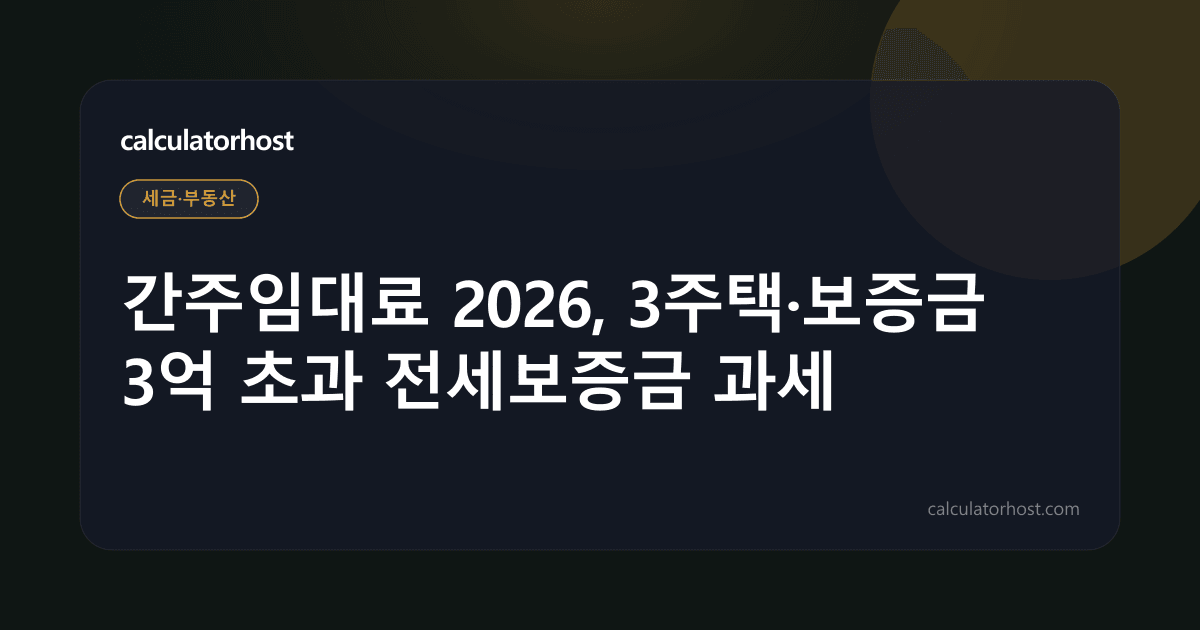 calculatorhost
세금·부동산
간주임대료 2026, 3주택·보증금
3억 초과 전세보증금 과세
calculatorhost.com